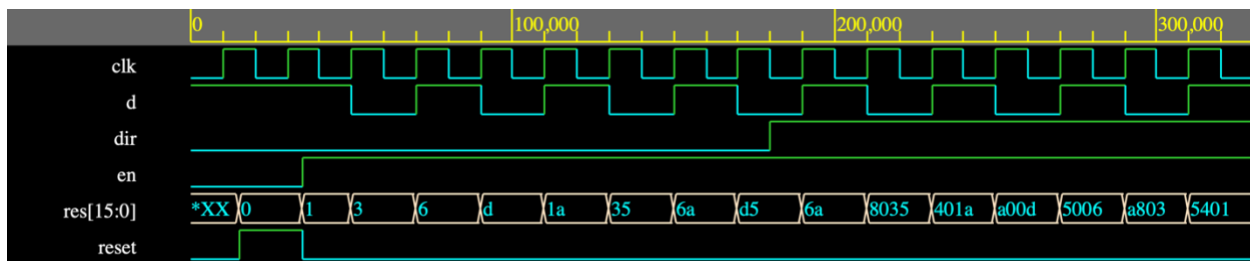 0 100,000 200,000 300,000
clk
d
dir
en
res[15:0] *XX 0 1 3 6 d 1a 35 6a d5 6a 8035 401a a00d 5006 a803 5401
reset